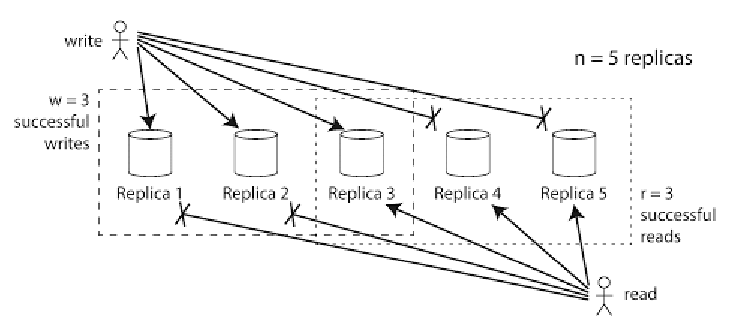 write
n = 5 replicas
w = 3
successful
writes
Replica 1
Replica 2
Replica 3
Replica 4
Replica 5
r = 3
successful
reads
read